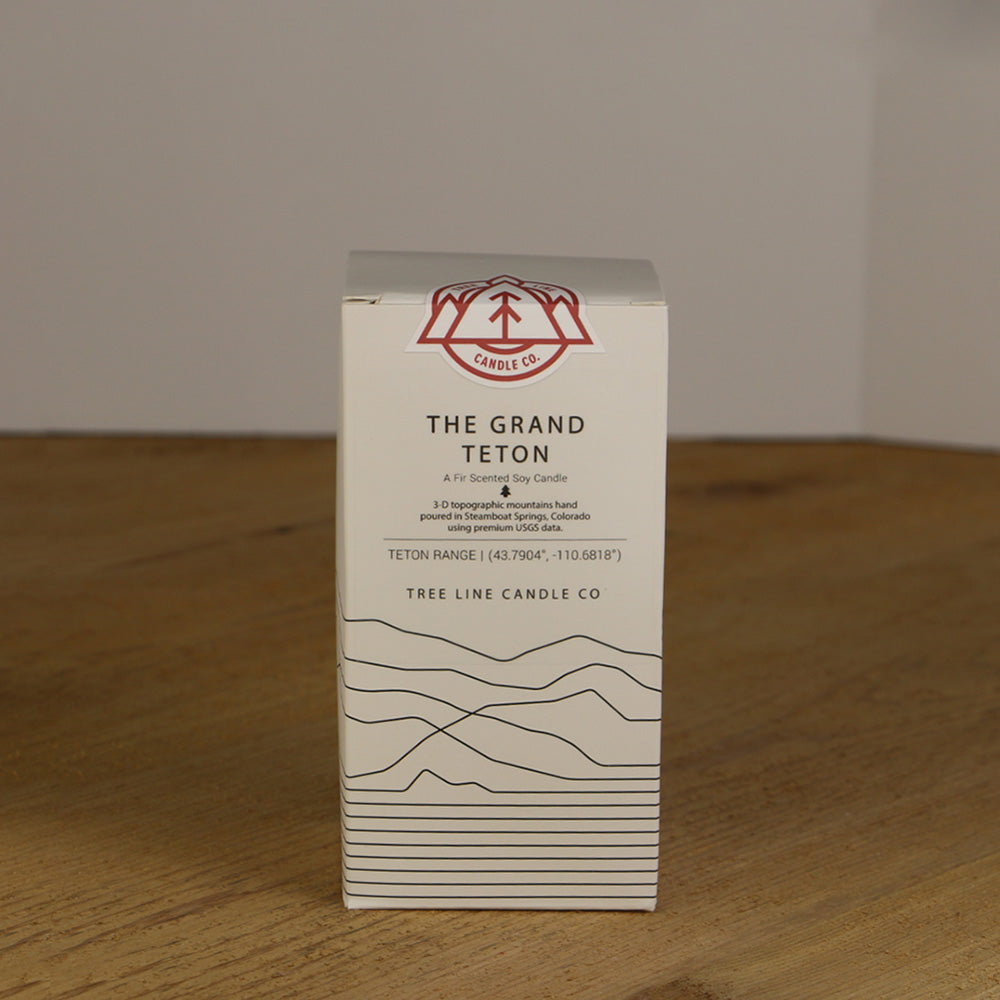 TREE LINE
CANDLE CO.
THE GRAND
TETON
A Fir Scented Soy Candle
3-D topographic mountains hand
poured in Steamboat Springs, Colorado
using premium USGS data.
TETON RANGE | (43.7904°, -110.6818°)
TREE LINE CANDLE CO